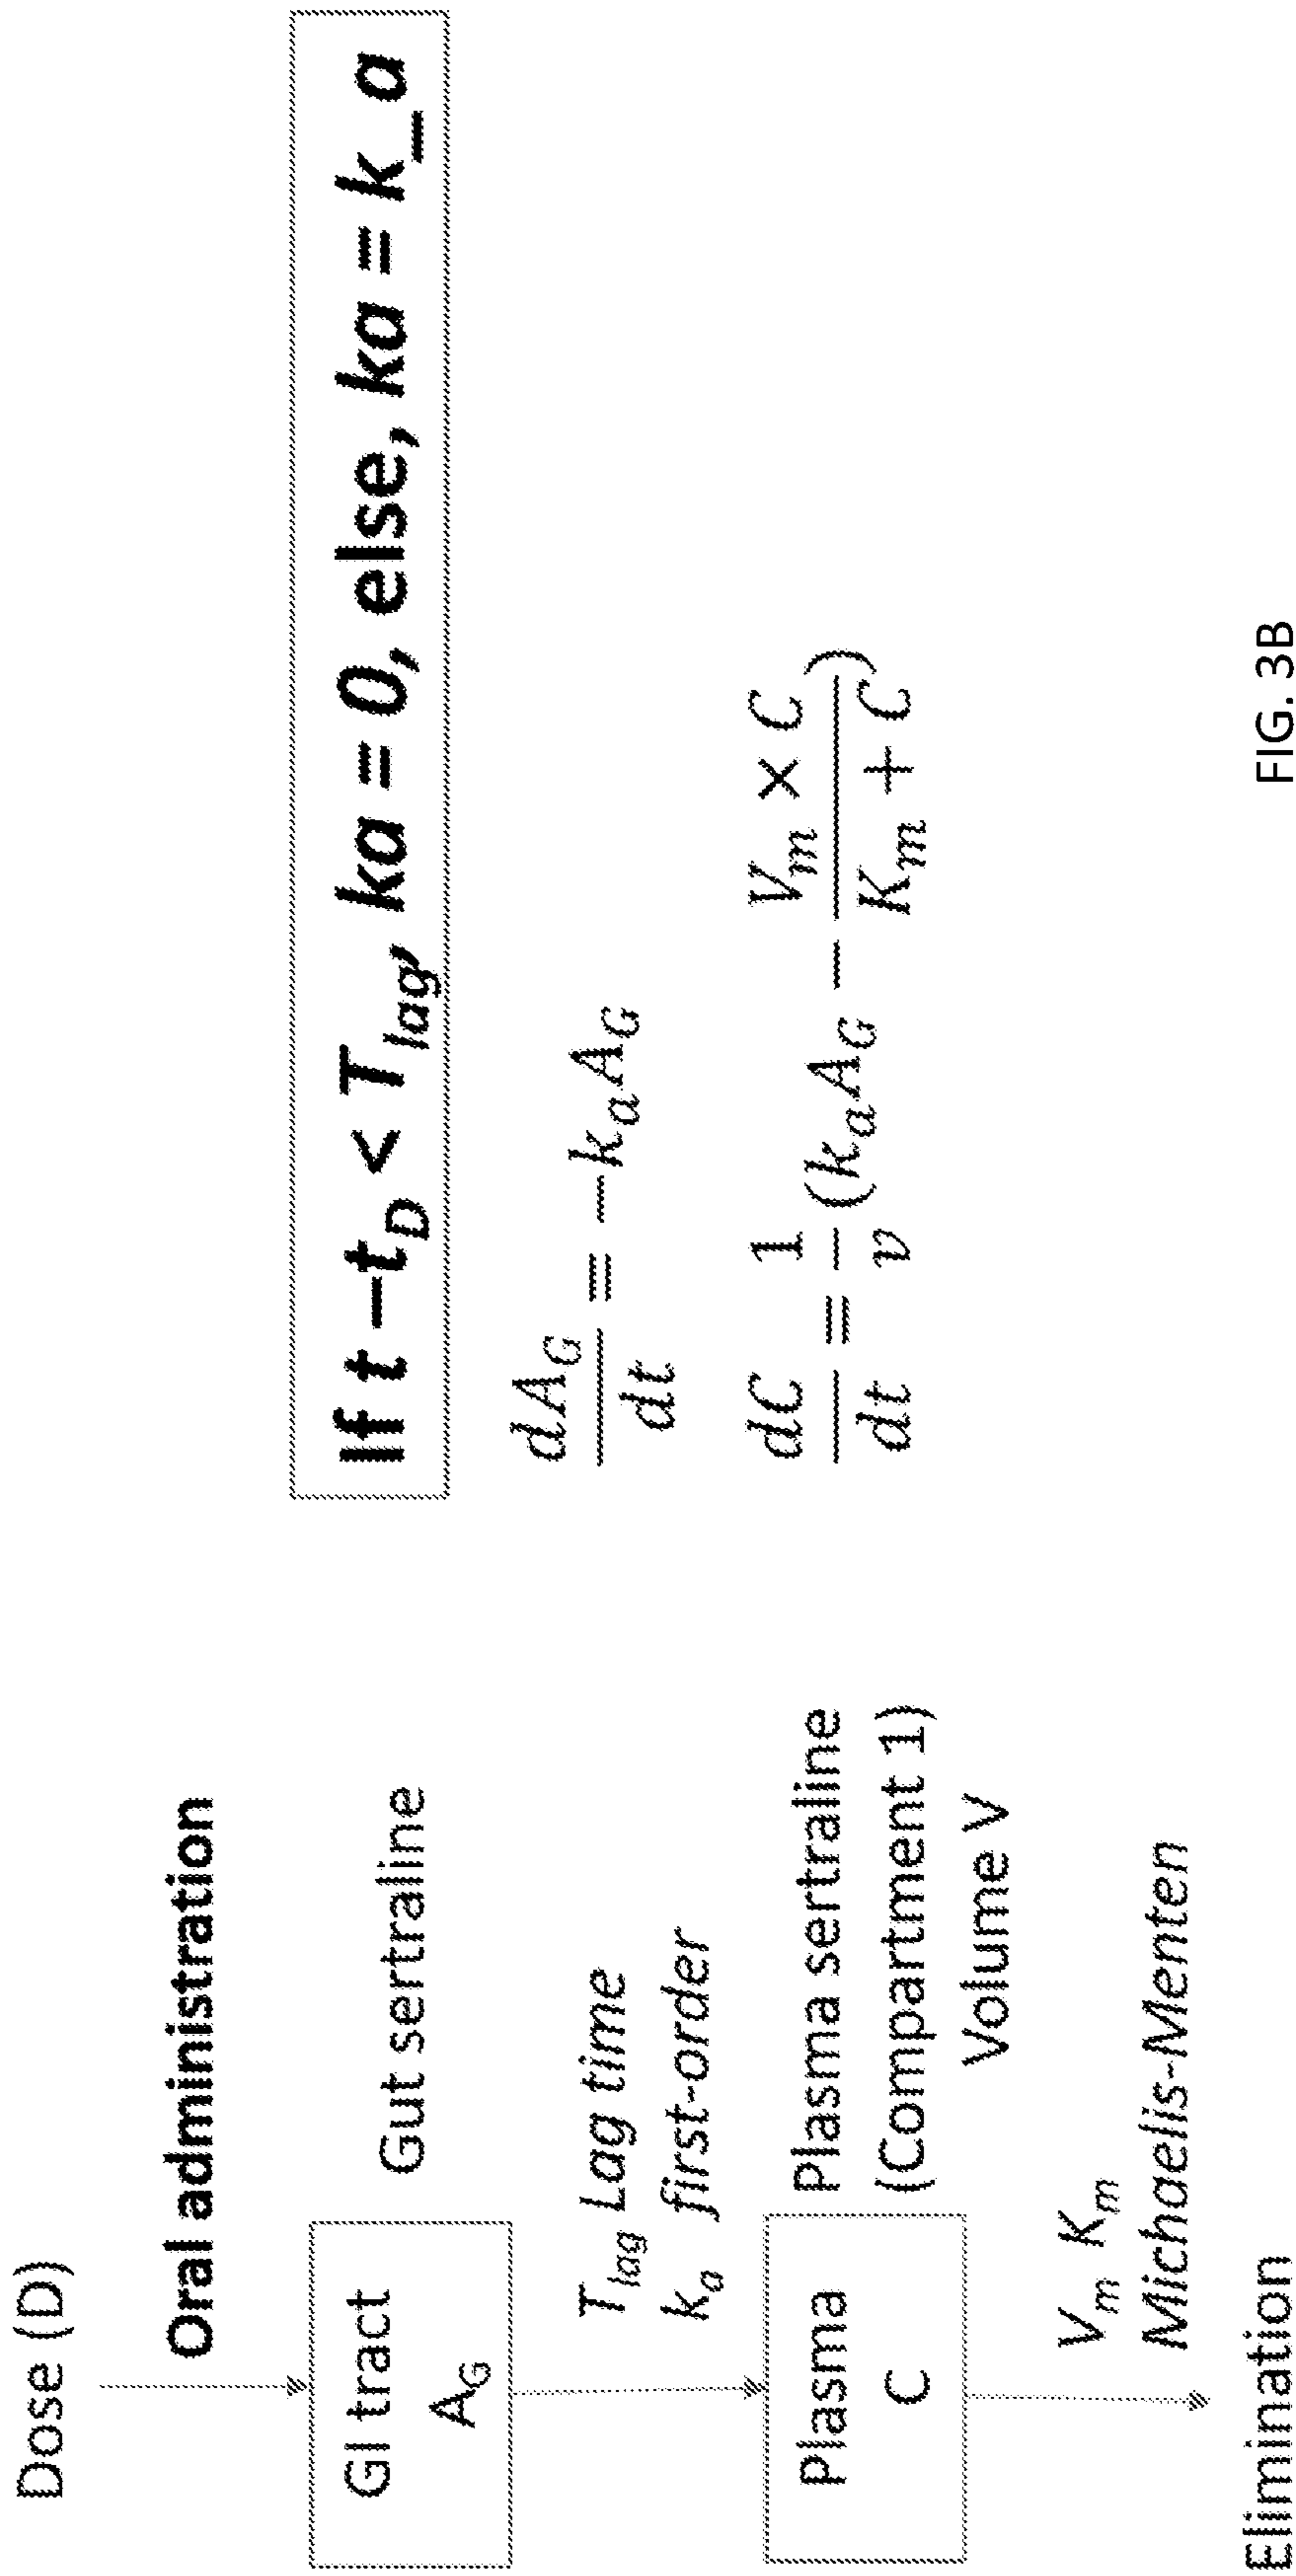 Dose (D)
Oral administration
GI tract
A_G
Gut sertraline
T_lag Lag time
k_a first-order
Plasma
C
Plasma sertraline
(Compartment 1)
Volume V
V_m K_m
Michaelis-Menten
Elimination
If t –t_D < T_lag, ka = 0, else, ka = k_a
dA_G/dt = −k_a A_G
dC/dt = 1/v (k_a A_G − V_m × C / K_m + C)
FIG. 3B